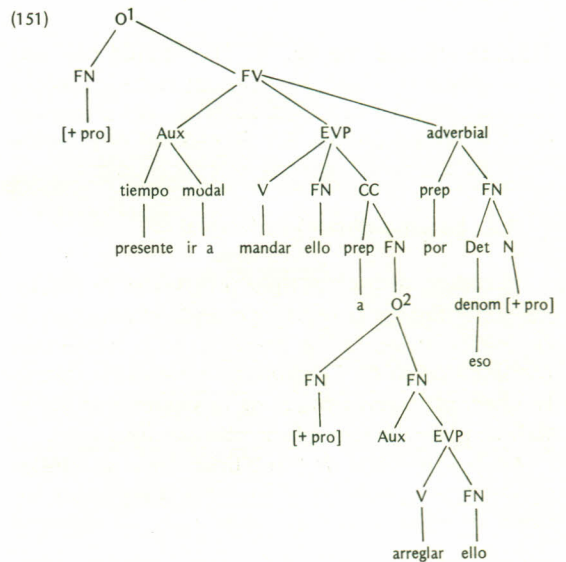 (151) O1
FN FV
[+ pro] Aux EVP adverbial
tiempo modal V FN CC prep FN
presente ir a mandar ello prep FN por Det N
a O2 denom [+ pro]
eso
FN FN
[+ pro] Aux EVP
V FN
arreglar ello